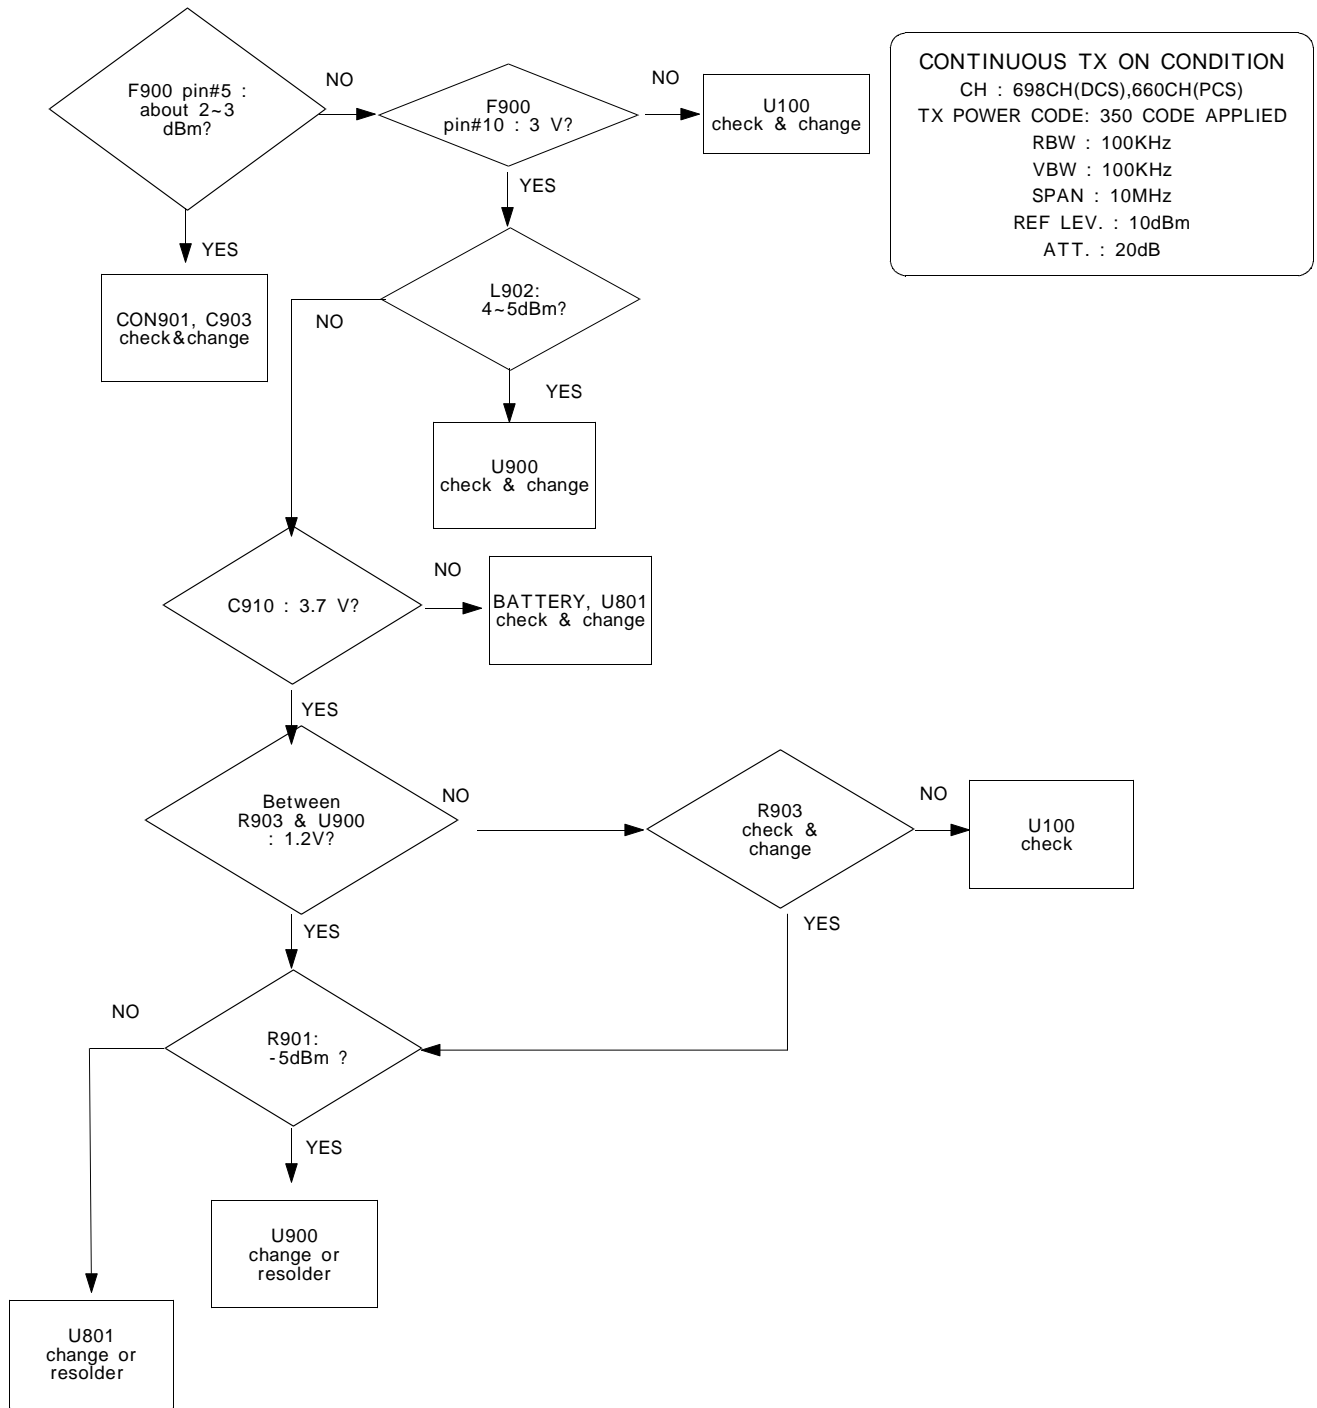 F900 pin#5 :
about 2~3
dBm?
NO
F900
pin#10 : 3 V?
NO
U100
check & change
CONTINUOUS TX ON CONDITION
CH : 698CH(DCS),660CH(PCS)
TX POWER CODE: 350 CODE APPLIED
RBW : 100KHz
VBW : 100KHz
SPAN : 10MHz
REF LEV. : 10dBm
ATT. : 20dB
YES
YES
CON901, C903
check&change
L902:
4~5dBm?
NO
YES
U900
check & change
C910 : 3.7 V?
NO
BATTERY, U801
check & change
YES
Between
R903 & U900
: 1.2V?
NO
R903
check &
change
NO
U100
check
YES
YES
R901:
-5dBm ?
NO
YES
U900
change or
resolder
U801
change or
resolder